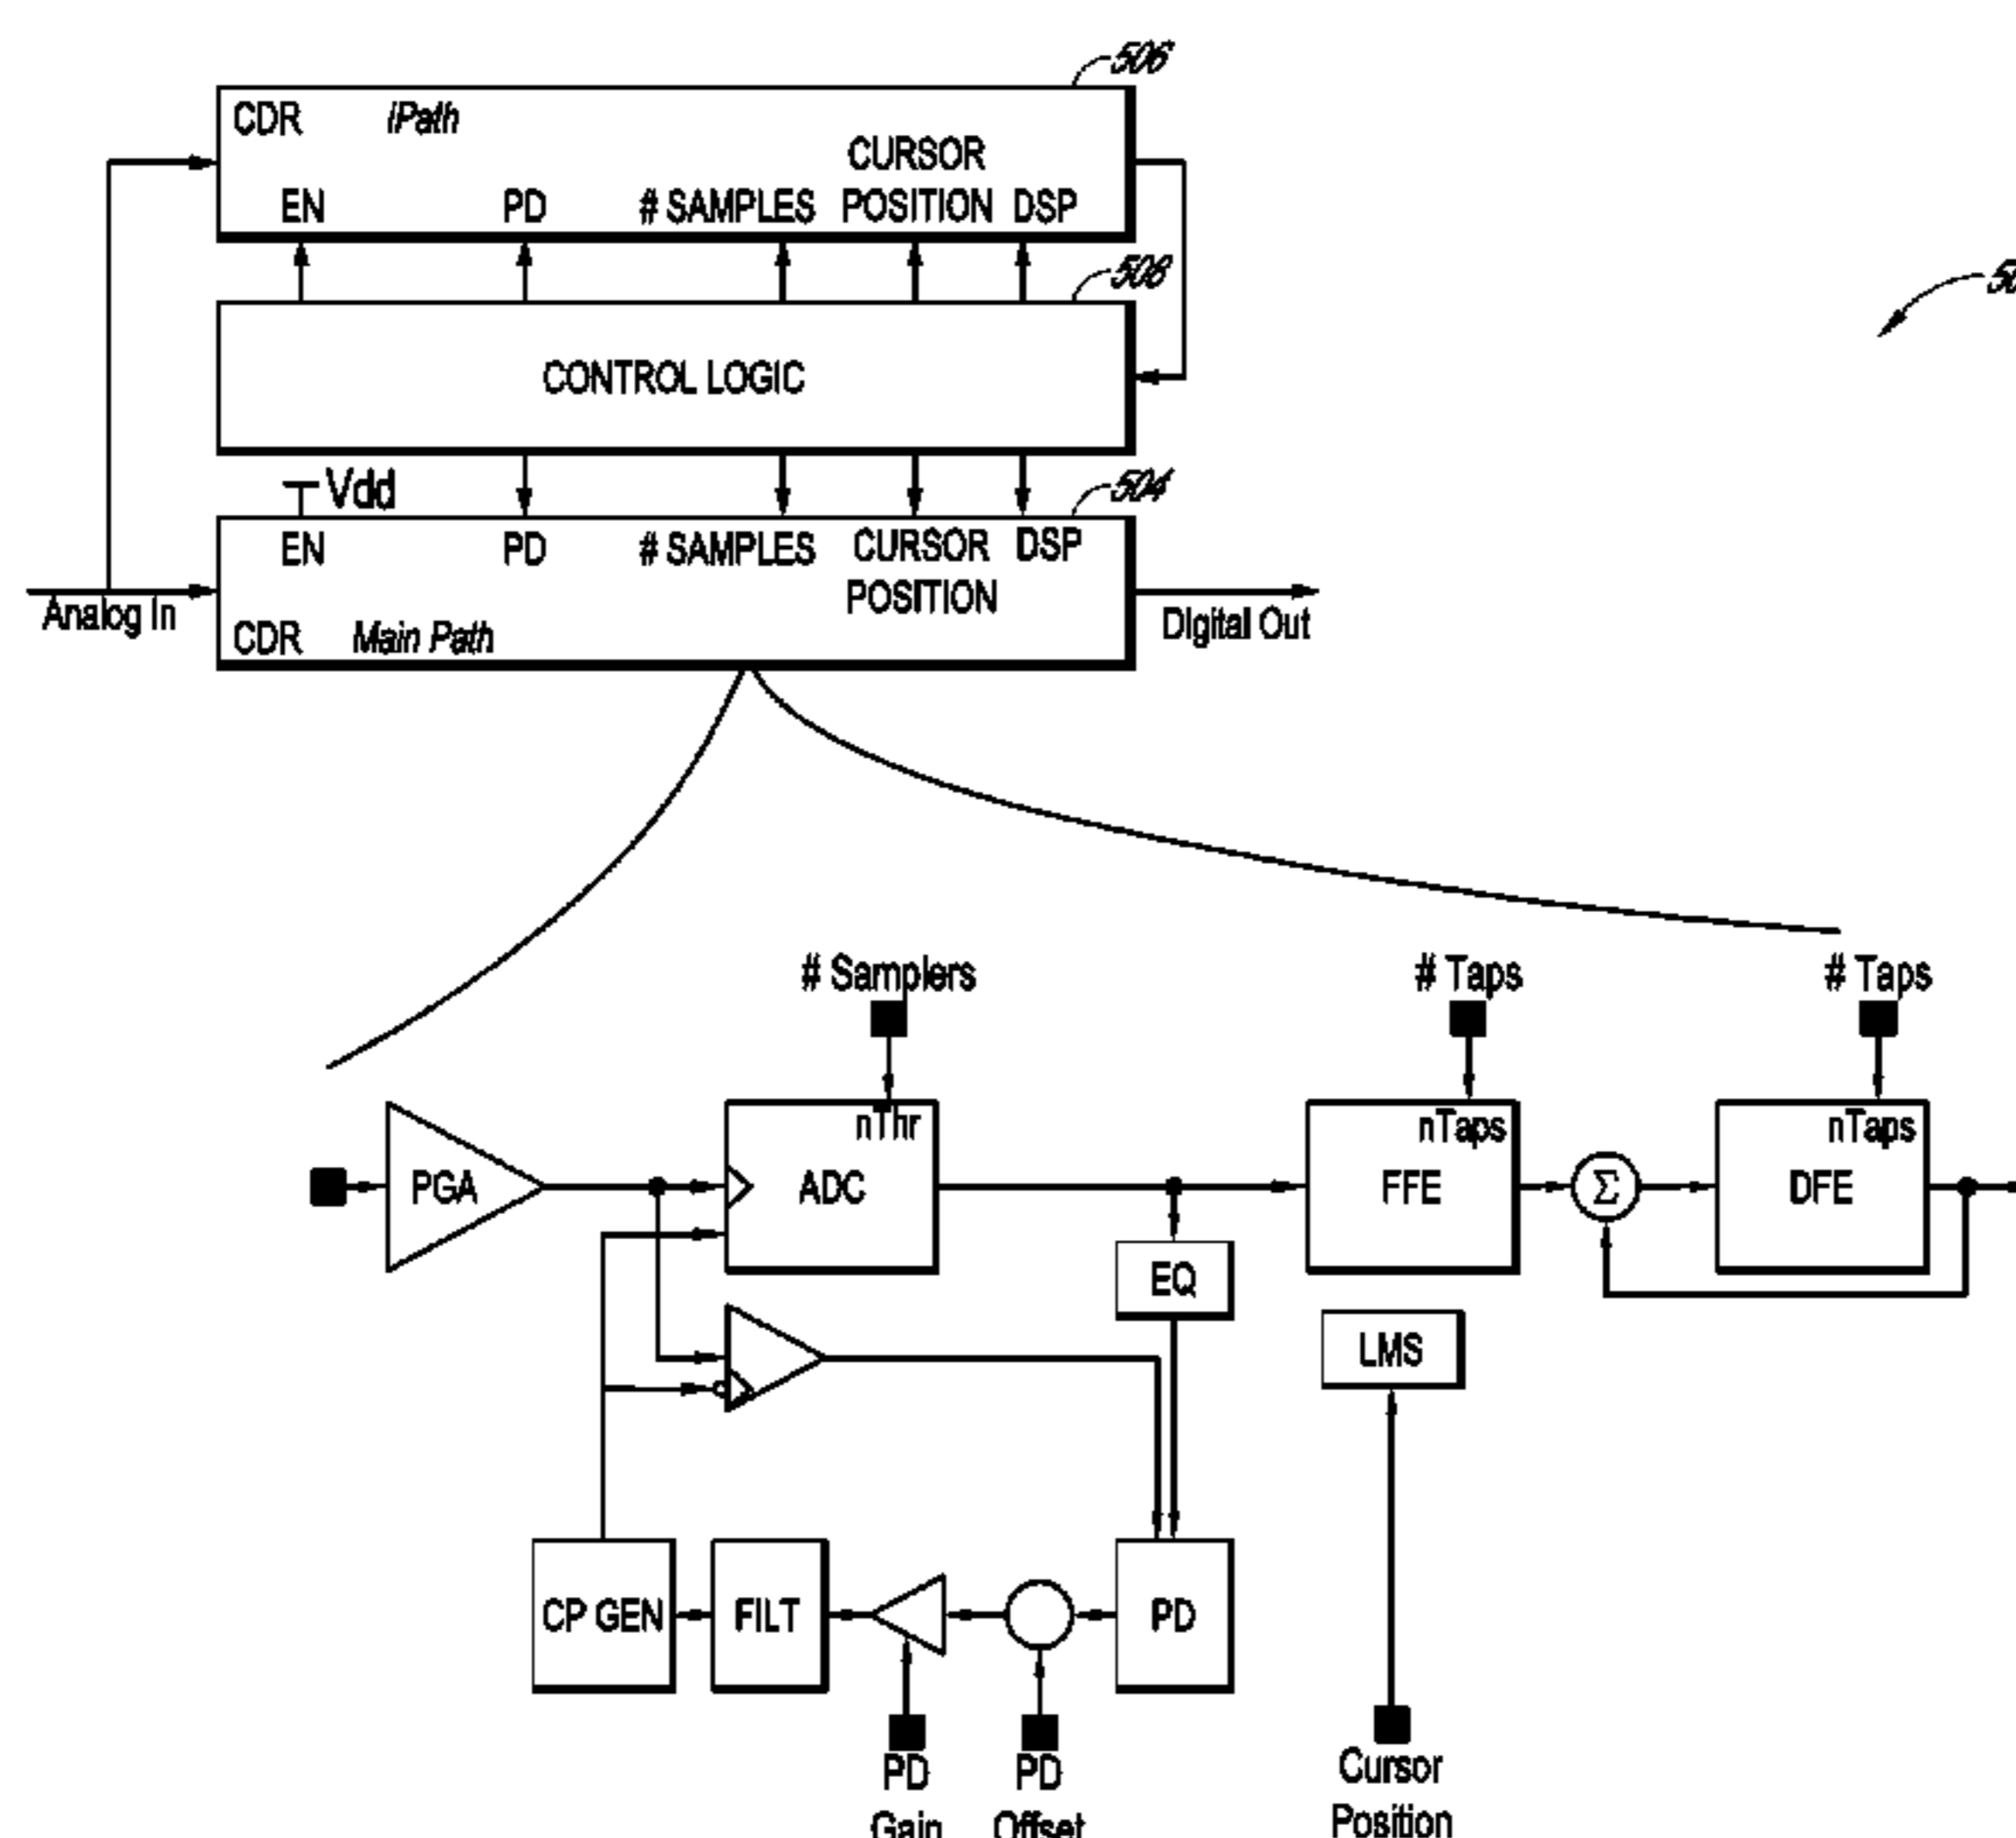 506
CDR iPath
CURSOR
EN PD # SAMPLES POSITION DSP
508
CONTROL LOGIC
Vdd
504
EN PD # SAMPLES CURSOR DSP
POSITION
Analog In
Digital Out
CDR Main Path
# Samplers # Taps # Taps
nThr nTaps nTaps
PGA ADC FFE Σ DFE
EQ
LMS
CP GEN FILT PD
PD PD Cursor
Gain Offset Position